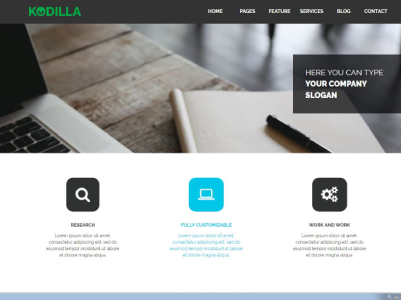 KODILLA
HOME PAGES FEATURE SERVICES BLOG CONTACT
HERE YOU CAN TYPE
YOUR COMPANY
SLOGAN
RESEARCH
Lorem ipsum dolor sit amet,
consectetur adipiscing elit, sed do
eiusmod tempor incididunt ut labore
et dolore magna aliqua.
FULLY CUSTOMIZABLE
Lorem ipsum dolor sit amet,
consectetur adipiscing elit, sed do
eiusmod tempor incididunt ut labore
et dolore magna aliqua.
WORK AND WORK
Lorem ipsum dolor sit amet,
consectetur adipiscing elit, sed do
eiusmod tempor incididunt ut labore
et dolore magna aliqua.